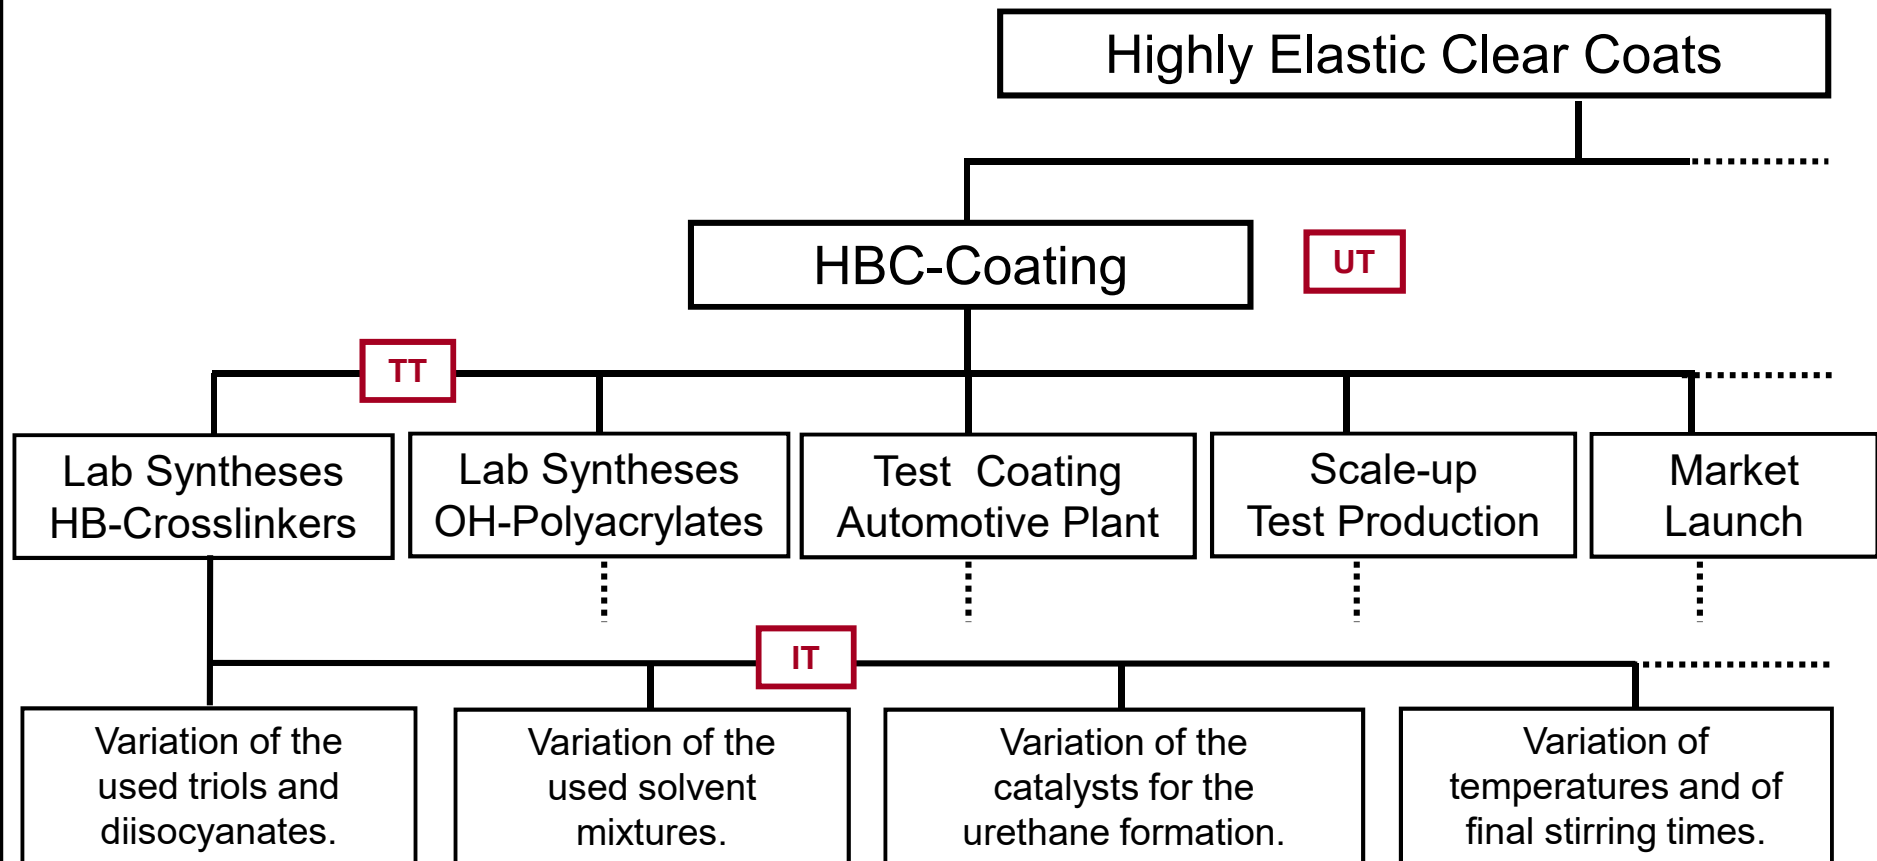 Highly Elastic Clear Coats
HBC-Coating
UT
TT
Lab Syntheses
HB-Crosslinkers
Lab Syntheses
OH-Polyacrylates
Test Coating
Automotive Plant
Scale-up
Test Production
Market
Launch
IT
Variation of the
used triols and
diisocyanates.
Variation of the
used solvent
mixtures.
Variation of the
catalysts for the
urethane formation.
Variation of
temperatures and of
final stirring times.